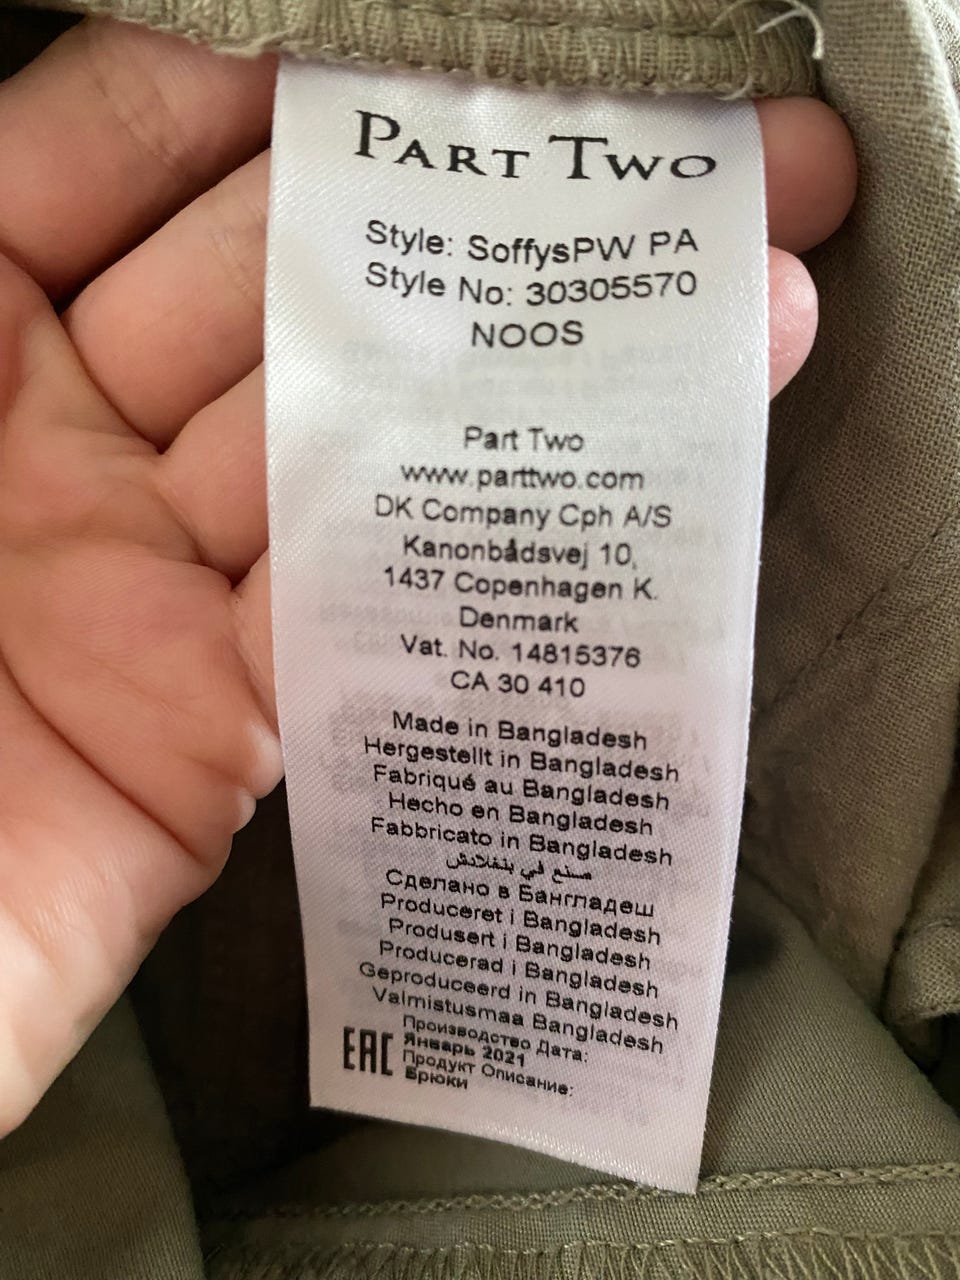 PART TWO
Style: SoffysPW PA
Style No: 30305570
NOOS
Part Two
www.parttwo.com
DK Company Cph A/S
Kanonbådsvej 10,
1437 Copenhagen K.
Denmark
Vat. No. 14815376
CA 30 410
Made in Bangladesh
Hergestellt in Bangladesh
Fabriqué au Bangladesh
Hecho en Bangladesh
Fabbricato in Bangladesh
صنع في بنغلادش
Сделано в Бангладеш
Produceret i Bangladesh
Produsert i Bangladesh
Producerad i Bangladesh
Geproduceerd in Bangladesh
Valmistusmaa Bangladesh
EAC
Производство Дата:
Январь 2021
Продукт Описание:
Брюки